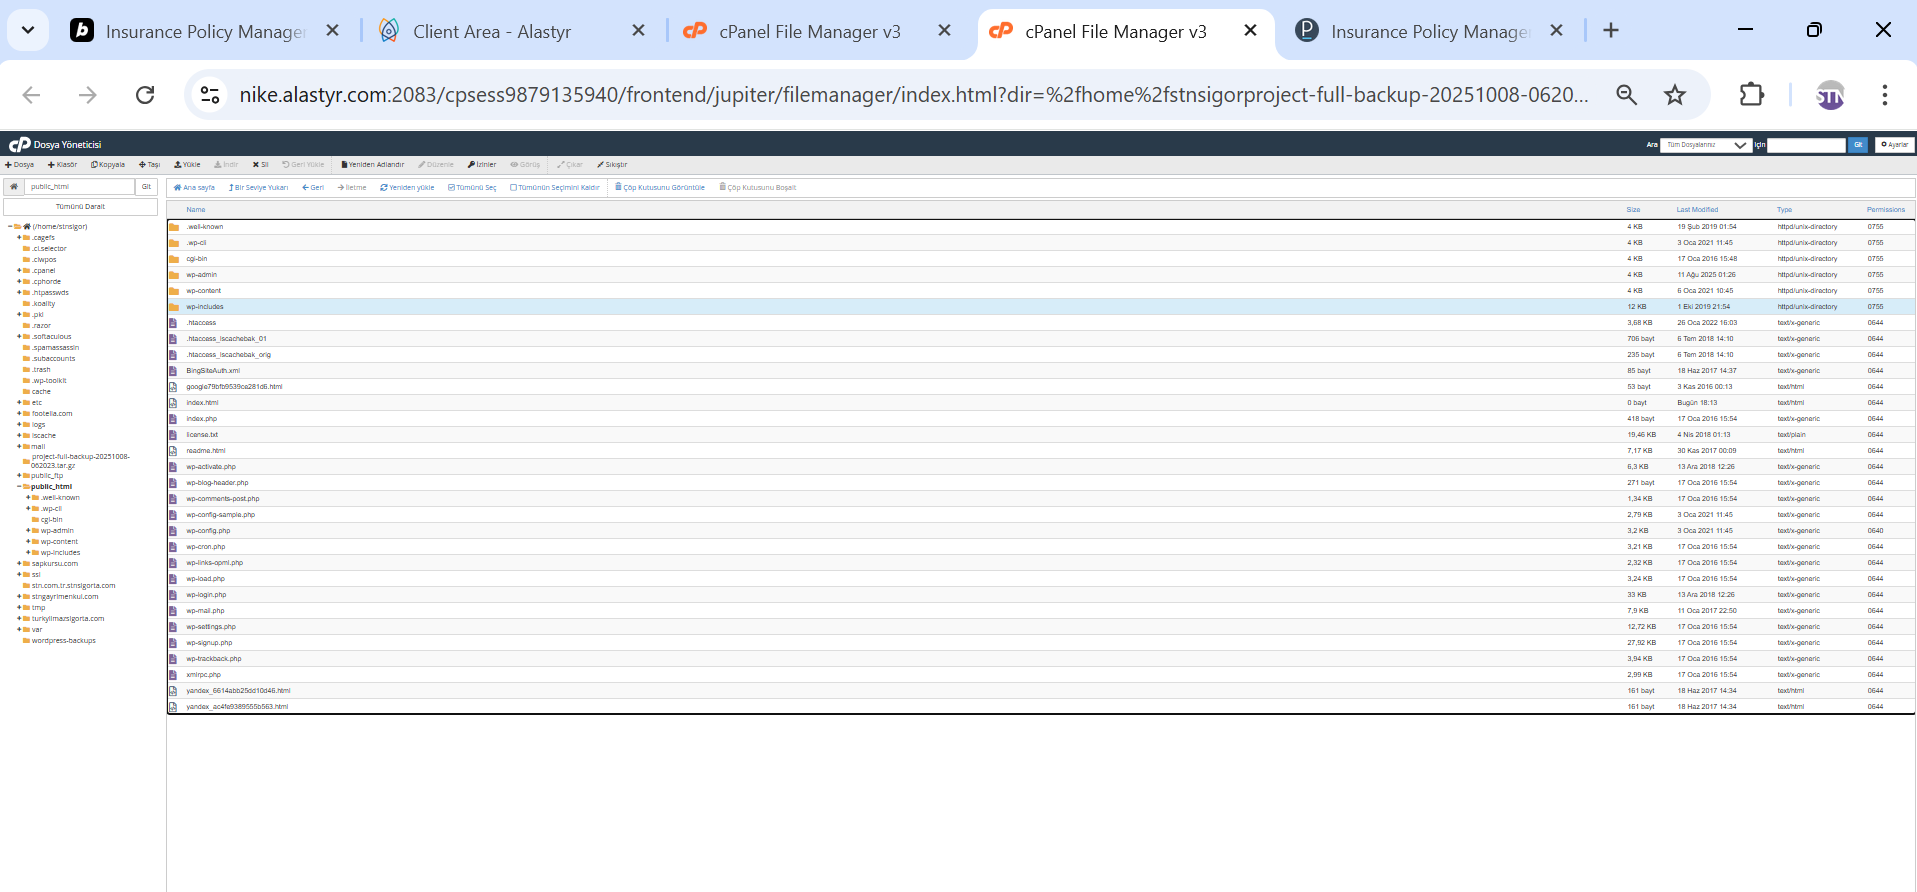 Insurance Policy Manage
Client Area - Alastyr
cPanel File Manager v3
cPanel File Manager v3
Insurance Policy Manage
nike.alastyr.com:2083/cpsess9879135940/frontend/jupiter/filemanager/index.html?dir=%2fhome%2fstnsigorproject-full-backup-20251008-0620...
STN
cP Dosya Yöneticisi
Ara Tüm Dosyalarınız için Git Ayarlar
Dosya Klasör Kopyala Taşı Yükle İndir Sil Geri Yükle Yeniden Adlandır Düzenle İzinler Görüş Çıkar Sıkıştır
public_html Git
Ana sayfa Bir Seviye Yukarı Geri İletme Yeniden yükle Tümünü Seç Tümünün Seçimini Kaldır Çöp Kutusunu Görüntüle Çöp Kutusunu Boşalt
Tümünü Daralt
(/home/stnsigor)
.cagefs
.cl.selector
.clwpos
.cpanel
.cphorde
.htpasswds
.koality
.pki
.razor
.softaculous
.spamassassin
.subaccounts
.trash
.wp-toolkit
cache
etc
footella.com
logs
lscache
mail
project-full-backup-20251008-
062023.tar.gz
public_ftp
public_html
.well-known
.wp-cli
cgi-bin
wp-admin
wp-content
wp-includes
sapkursu.com
ssl
stn.com.tr.stnsigorta.com
stngayrimenkul.com
tmp
turkyilmazsigorta.com
var
wordpress-backups
Name Size Last Modified Type Permissions
.well-known 4 KB 19 Şub 2019 01:54 httpd/unix-directory 0755
.wp-cli 4 KB 3 Oca 2021 11:45 httpd/unix-directory 0755
cgi-bin 4 KB 17 Oca 2016 15:48 httpd/unix-directory 0755
wp-admin 4 KB 11 Ağu 2025 01:26 httpd/unix-directory 0755
wp-content 4 KB 6 Oca 2021 10:45 httpd/unix-directory 0755
wp-includes 12 KB 1 Eki 2019 21:54 httpd/unix-directory 0755
.htaccess 3,68 KB 26 Oca 2022 16:03 text/x-generic 0644
.htaccess_lscachebak_01 706 bayt 6 Tem 2018 14:10 text/x-generic 0644
.htaccess_lscachebak_orig 235 bayt 6 Tem 2018 14:10 text/x-generic 0644
BingSiteAuth.xml 85 bayt 18 Haz 2017 14:37 text/x-generic 0644
google79bfb9539ce281d6.html 53 bayt 3 Kas 2016 00:13 text/html 0644
index.html 0 bayt Bugün 18:13 text/html 0644
index.php 418 bayt 17 Oca 2016 15:54 text/x-generic 0644
license.txt 19,46 KB 4 Nis 2018 01:13 text/plain 0644
readme.html 7,17 KB 30 Kas 2017 00:09 text/html 0644
wp-activate.php 6,3 KB 13 Ara 2018 12:26 text/x-generic 0644
wp-blog-header.php 271 bayt 17 Oca 2016 15:54 text/x-generic 0644
wp-comments-post.php 1,34 KB 17 Oca 2016 15:54 text/x-generic 0644
wp-config-sample.php 2,79 KB 3 Oca 2021 11:45 text/x-generic 0644
wp-config.php 3,2 KB 3 Oca 2021 11:45 text/x-generic 0640
wp-cron.php 3,21 KB 17 Oca 2016 15:54 text/x-generic 0644
wp-links-opml.php 2,32 KB 17 Oca 2016 15:54 text/x-generic 0644
wp-load.php 3,24 KB 17 Oca 2016 15:54 text/x-generic 0644
wp-login.php 33 KB 13 Ara 2018 12:26 text/x-generic 0644
wp-mail.php 7,9 KB 11 Oca 2017 22:50 text/x-generic 0644
wp-settings.php 12,72 KB 17 Oca 2016 15:54 text/x-generic 0644
wp-signup.php 27,92 KB 17 Oca 2016 15:54 text/x-generic 0644
wp-trackback.php 3,94 KB 17 Oca 2016 15:54 text/x-generic 0644
xmlrpc.php 2,99 KB 17 Oca 2016 15:54 text/x-generic 0644
yandex_6614abb25dd10d46.html 161 bayt 18 Haz 2017 14:34 text/html 0644
yandex_ac4fe9389555b563.html 161 bayt 18 Haz 2017 14:34 text/html 0644